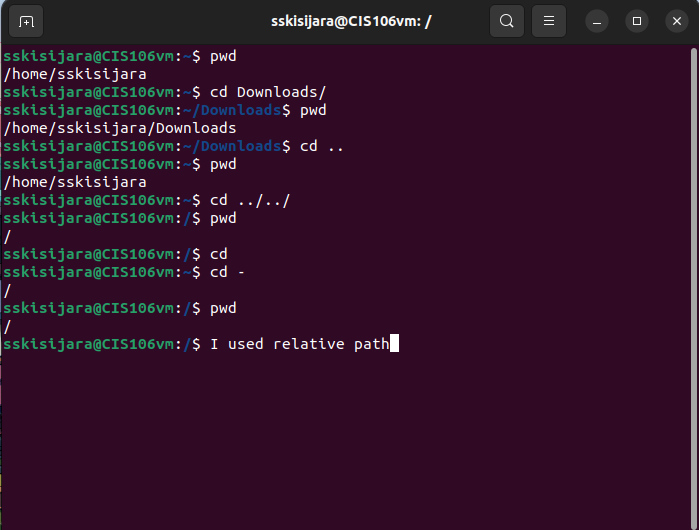 sskisijara@CIS106vm: /
sskisijara@CIS106vm:~$ pwd
/home/sskisijara
sskisijara@CIS106vm:~$ cd Downloads/
sskisijara@CIS106vm:~/Downloads$ pwd
/home/sskisijara/Downloads
sskisijara@CIS106vm:~/Downloads$ cd ..
sskisijara@CIS106vm:~$ pwd
/home/sskisijara
sskisijara@CIS106vm:~$ cd ../../
sskisijara@CIS106vm:/$ pwd
/
sskisijara@CIS106vm:/$ cd
sskisijara@CIS106vm:~$ cd -
/
sskisijara@CIS106vm:/$ pwd
/
sskisijara@CIS106vm:/$ I used relative path